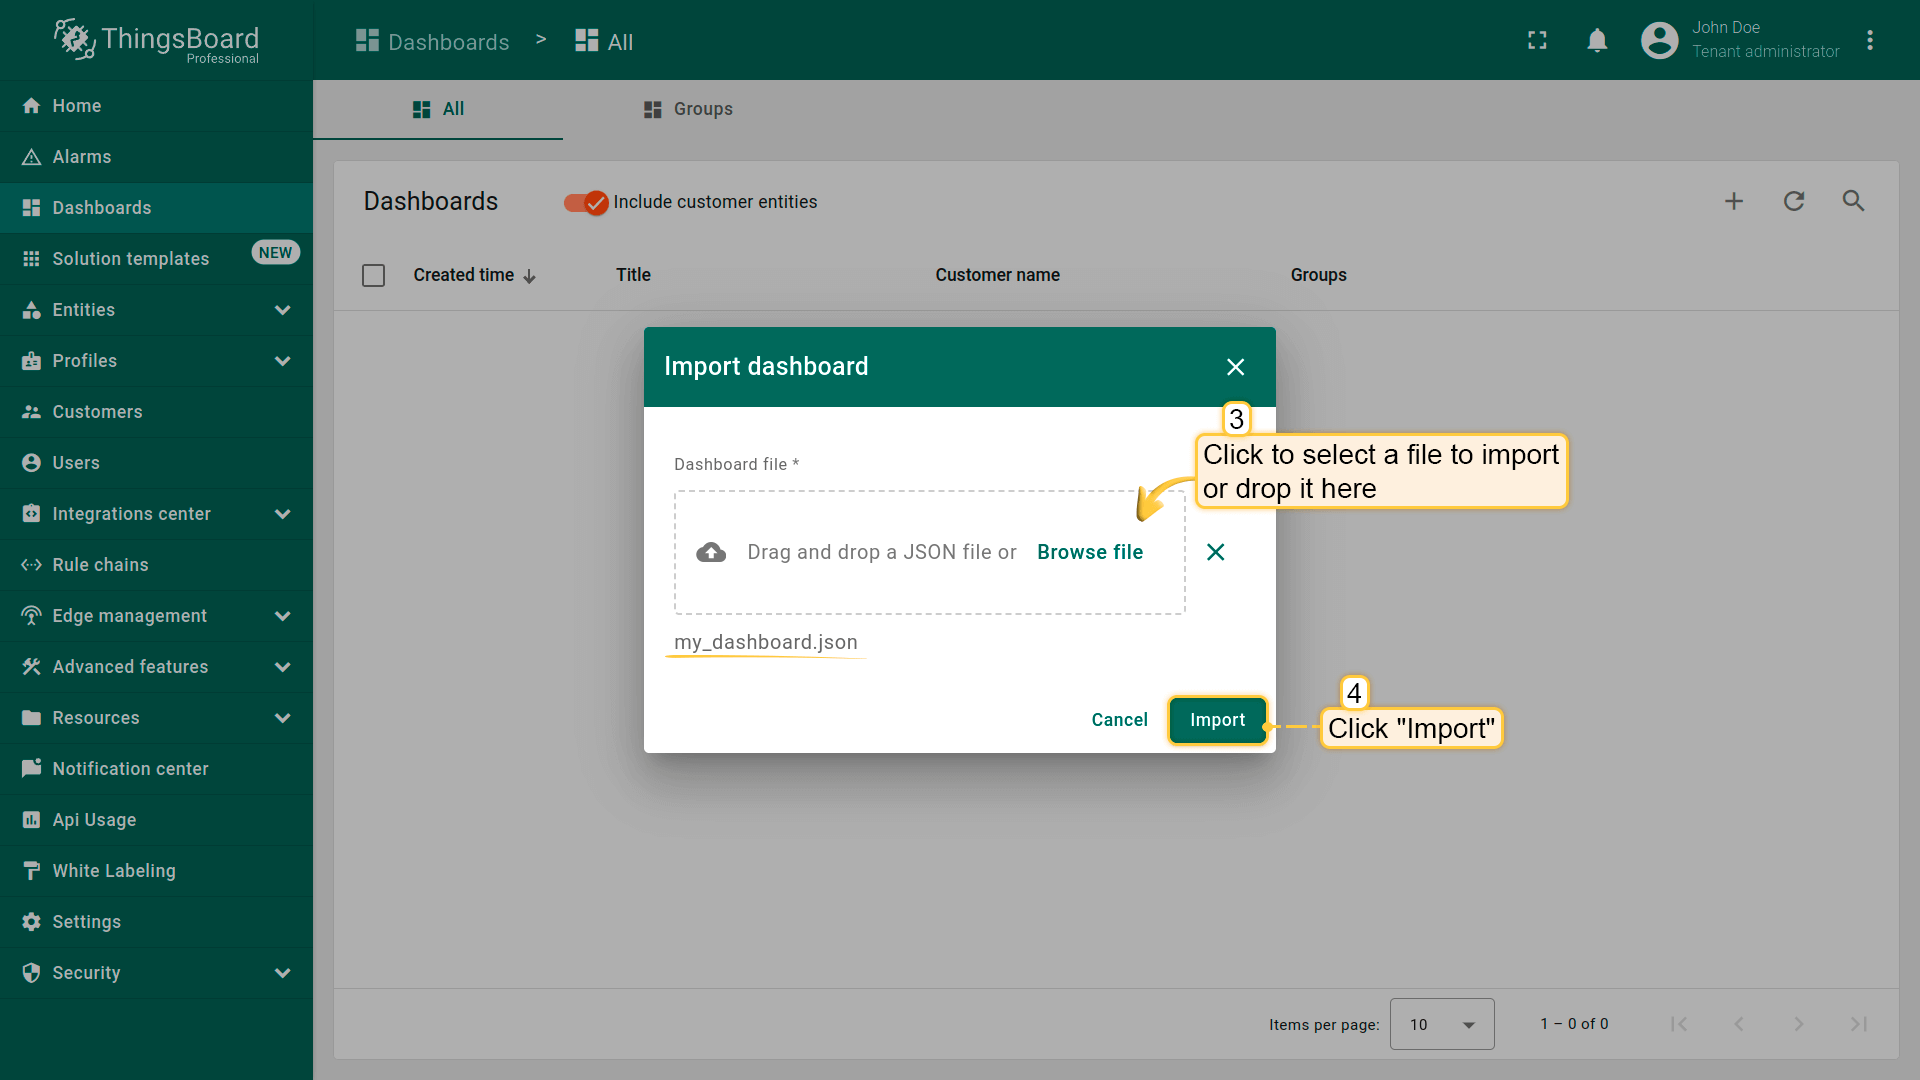 ThingsBoard
Professional
Dashboards > All
John Doe
Tenant administrator
Home
Alarms
Dashboards
Solution templates NEW
Entities
Profiles
Customers
Users
Integrations center
Rule chains
Edge management
Advanced features
Resources
Notification center
Api Usage
White Labeling
Settings
Security
All Groups
Dashboards Include customer entities
Created time Title Customer name Groups
Import dashboard
3
Click to select a file to import
or drop it here
Dashboard file *
Drag and drop a JSON file or Browse file
my_dashboard.json
Cancel Import
4
Click "Import"
Items per page: 10 1 – 0 of 0